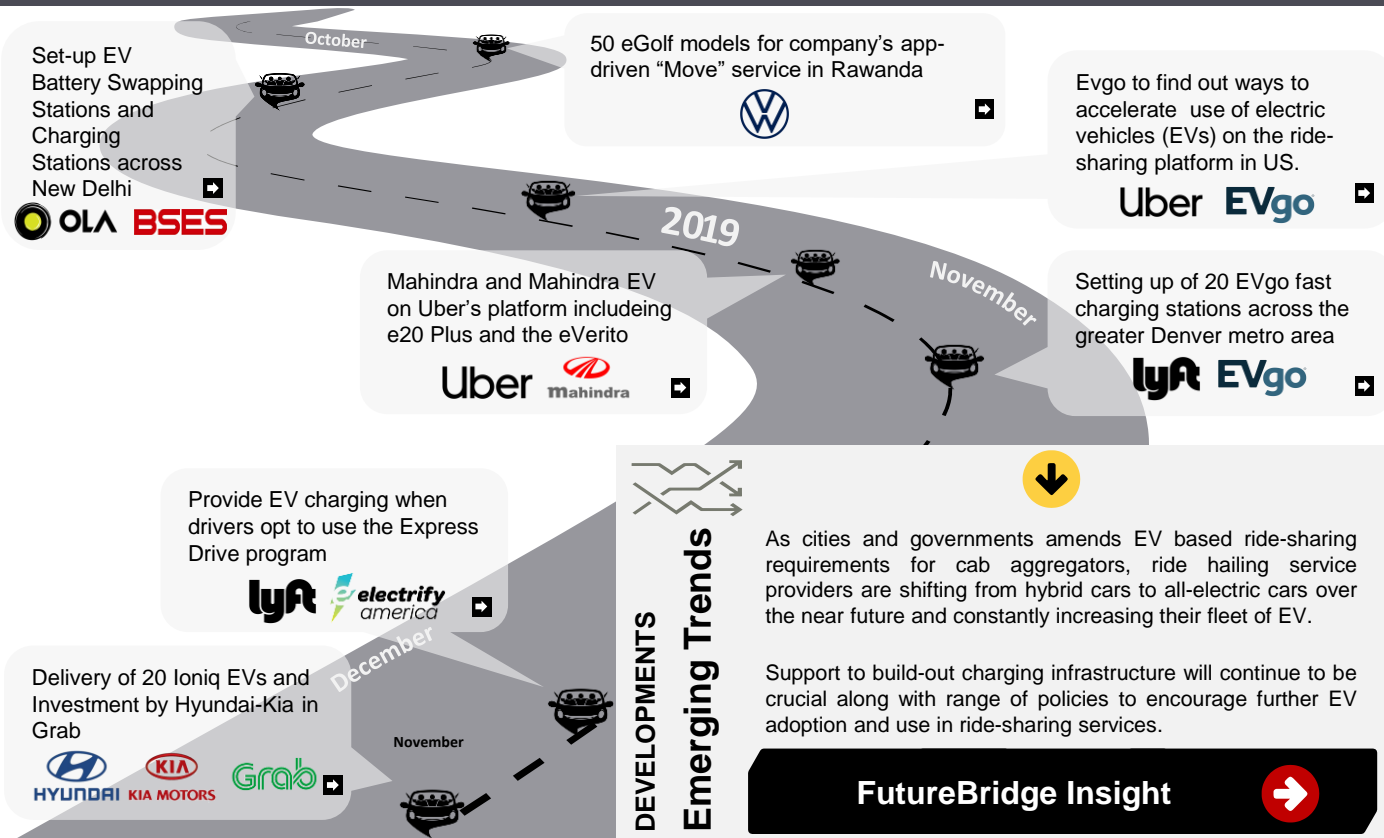 October
Set-up EV
Battery Swapping
Stations and
Charging
Stations across
New Delhi
OLA BSES
50 eGolf models for company's app-
driven “Move” service in Rawanda
Evgo to find out ways to
accelerate use of electric
vehicles (EVs) on the ride-
sharing platform in US.
Uber EVgo
2019
November
Mahindra and Mahindra EV
on Uber's platform includeing
e20 Plus and the eVerito
Uber mahindra
Setting up of 20 EVgo fast
charging stations across the
greater Denver metro area
lyft EVgo
Provide EV charging when
drivers opt to use the Express
Drive program
lyft electrify
america
December
Delivery of 20 Ioniq EVs and
Investment by Hyundai-Kia in
Grab
HYUNDAI KIA KIA MOTORS Grab
November
DEVELOPMENTS
Emerging Trends
As cities and governments amends EV based ride-sharing
requirements for cab aggregators, ride hailing service
providers are shifting from hybrid cars to all-electric cars over
the near future and constantly increasing their fleet of EV.
Support to build-out charging infrastructure will continue to be
crucial along with range of policies to encourage further EV
adoption and use in ride-sharing services.
FutureBridge Insight